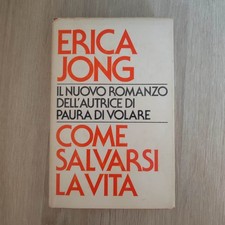 ERICA
JONG
IL NUOVO ROMANZO
DELL'AUTRICE DI
PAURA DI VOLARE
COME
SALVARSI
LA VITA